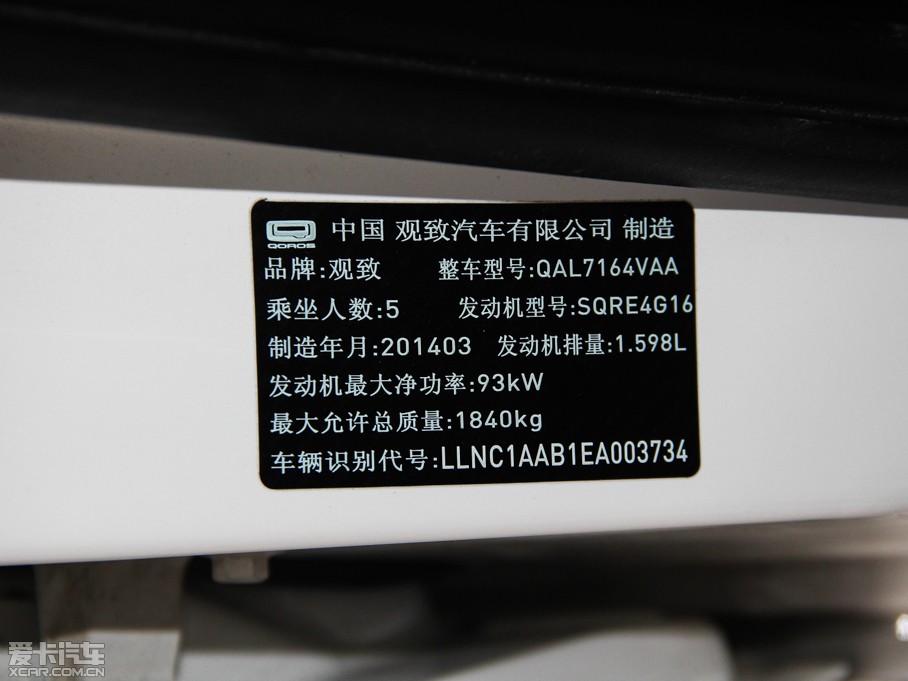 QOROS 中国 观致汽车有限公司 制造
品牌:观致 整车型号:QAL7164VAA
乘坐人数:5 发动机型号:SQRE4G16
制造年月:201403 发动机排量:1.598L
发动机最大净功率:93kW
最大允许总质量:1840kg
车辆识别代号:LLNC1AAB1EA003734
爱卡汽车
XCAR.COM.CN